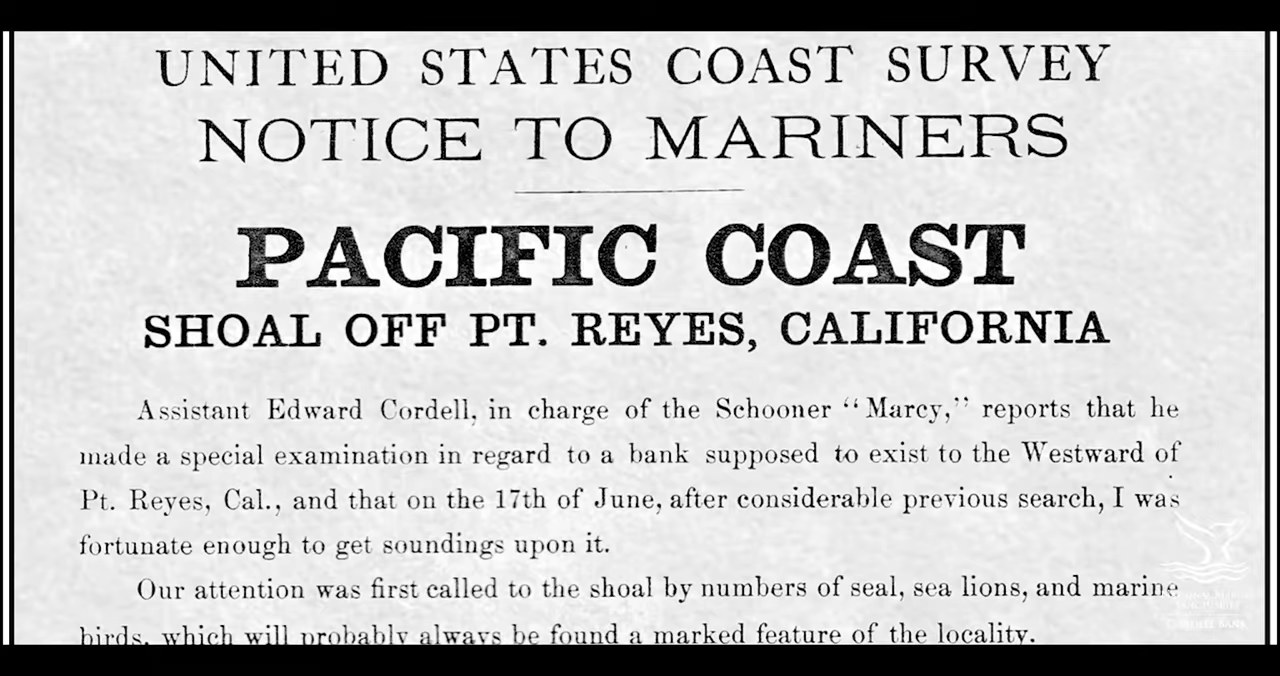 UNITED STATES COAST SURVEY
NOTICE TO MARINERS
PACIFIC COAST
SHOAL OFF PT. REYES, CALIFORNIA
Assistant Edward Cordell, in charge of the Schooner “Marcy,” reports that he
made a special examination in regard to a bank supposed to exist to the Westward of
Pt. Reyes, Cal., and that on the 17th of June, after considerable previous search, I was
fortunate enough to get soundings upon it.
Our attention was first called to the shoal by numbers of seal, sea lions, and marine
birds, which will probably always be found a marked feature of the locality.
CORDELL BANK